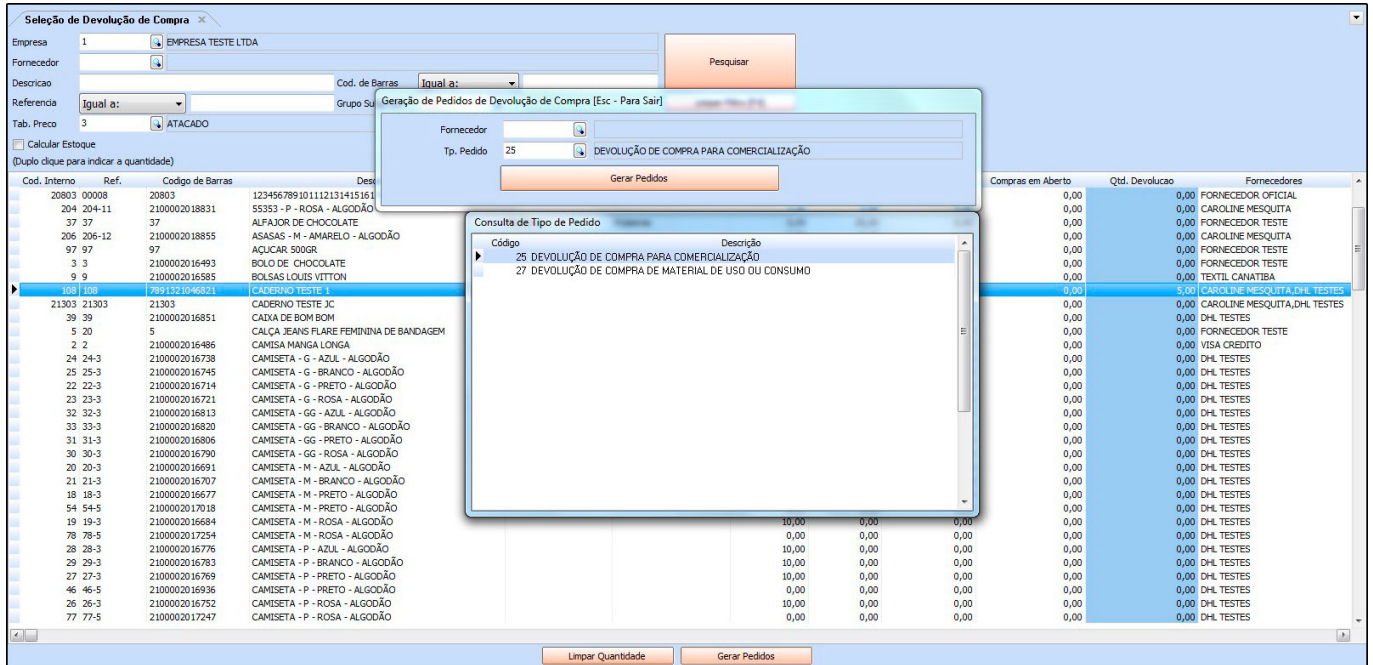 Seleção de Devolução de Compra
Empresa 1 EMPRESA TESTE LTDA
Fornecedor
Pesquisar
Descricao Cod. de Barras Igual a:
Referencia Igual a: Grupo Su
Tab. Preco 3 ATACADO
Calcular Estoque
(Duplo clique para indicar a quantidade)
Geração de Pedidos de Devolução de Compra [Esc - Para Sair]
Fornecedor
Tp. Pedido 25 DEVOLUÇÃO DE COMPRA PARA COMERCIALIZAÇÃO
Gerar Pedidos
Consulta de Tipo de Pedido
Código Descrição
25 DEVOLUÇÃO DE COMPRA PARA COMERCIALIZAÇÃO
27 DEVOLUÇÃO DE COMPRA DE MATERIAL DE USO OU CONSUMO
Cod. Interno Ref. Codigo de Barras Desc Compras em Aberto Qtd. Devolucao Fornecedores
20803 00008 20803 123456789101112131415161 0,00 0,00 FORNECEDOR OFICIAL
204 204-11 2100002018831 55353 - P - ROSA - ALGODÃO 0,00 0,00 CAROLINE MESQUITA
37 37 37 ALFAJOR DE CHOCOLATE 0,00 0,00 FORNECEDOR TESTE
206 206-12 2100002018855 ASASAS - M - AMARELO - ALGODÃO 0,00 0,00 CAROLINE MESQUITA
97 97 97 AÇUCAR 500GR 0,00 0,00 FORNECEDOR TESTE
3 3 2100002016493 BOLO DE CHOCOLATE 0,00 0,00 FORNECEDOR TESTE
9 9 2100002016585 BOLSAS LOUIS VITTON 0,00 0,00 TEXTIL CANATIBA
108 108 7891321046821 CADERNO TESTE 1 0,00 5,00 CAROLINE MESQUITA,DHL TESTES
21303 21303 21303 CADERNO TESTE JC 0,00 0,00 CAROLINE MESQUITA,DHL TESTES
39 39 2100002016851 CAIXA DE BOM BOM 0,00 0,00 DHL TESTES
5 20 5 CALÇA JEANS FLARE FEMININA DE BANDAGEM 0,00 0,00 FORNECEDOR TESTE
2 2 2100002016486 CAMISA MANGA LONGA 0,00 0,00 VISA CREDITO
24 24-3 2100002016738 CAMISETA - G - AZUL - ALGODÃO 0,00 0,00 DHL TESTES
25 25-3 2100002016745 CAMISETA - G - BRANCO - ALGODÃO 0,00 0,00 DHL TESTES
22 22-3 2100002016714 CAMISETA - G - PRETO - ALGODÃO 0,00 0,00 DHL TESTES
23 23-3 2100002016721 CAMISETA - G - ROSA - ALGODÃO 0,00 0,00 DHL TESTES
32 32-3 2100002016813 CAMISETA - GG - AZUL - ALGODÃO 0,00 0,00 DHL TESTES
33 33-3 2100002016820 CAMISETA - GG - BRANCO - ALGODÃO 0,00 0,00 DHL TESTES
31 31-3 2100002016806 CAMISETA - GG - PRETO - ALGODÃO 0,00 0,00 DHL TESTES
30 30-3 2100002016790 CAMISETA - GG - ROSA - ALGODÃO 0,00 0,00 DHL TESTES
20 20-3 2100002016691 CAMISETA - M - AZUL - ALGODÃO 0,00 0,00 DHL TESTES
21 21-3 2100002016707 CAMISETA - M - BRANCO - ALGODÃO 0,00 0,00 DHL TESTES
18 18-3 2100002016677 CAMISETA - M - PRETO - ALGODÃO 0,00 0,00 DHL TESTES
54 54-5 2100002017018 CAMISETA - M - PRETO - ALGODÃO 0,00 0,00 DHL TESTES
19 19-3 2100002016684 CAMISETA - M - ROSA - ALGODÃO 10,00 0,00 0,00 0,00 0,00 DHL TESTES
78 78-5 2100002017254 CAMISETA - M - ROSA - ALGODÃO 0,00 0,00 0,00 0,00 0,00 DHL TESTES
28 28-3 2100002016776 CAMISETA - P - AZUL - ALGODÃO 10,00 0,00 0,00 0,00 0,00 DHL TESTES
29 29-3 2100002016783 CAMISETA - P - BRANCO - ALGODÃO 10,00 0,00 0,00 0,00 0,00 DHL TESTES
27 27-3 2100002016769 CAMISETA - P - PRETO - ALGODÃO 10,00 0,00 0,00 0,00 0,00 DHL TESTES
46 46-5 2100002016936 CAMISETA - P - PRETO - ALGODÃO 0,00 0,00 0,00 0,00 0,00 DHL TESTES
26 26-3 2100002016752 CAMISETA - P - ROSA - ALGODÃO 10,00 0,00 0,00 0,00 0,00 DHL TESTES
77 77-5 2100002017247 CAMISETA - P - ROSA - ALGODÃO 0,00 0,00 0,00 0,00 0,00 DHL TESTES
Limpar Quantidade Gerar Pedidos